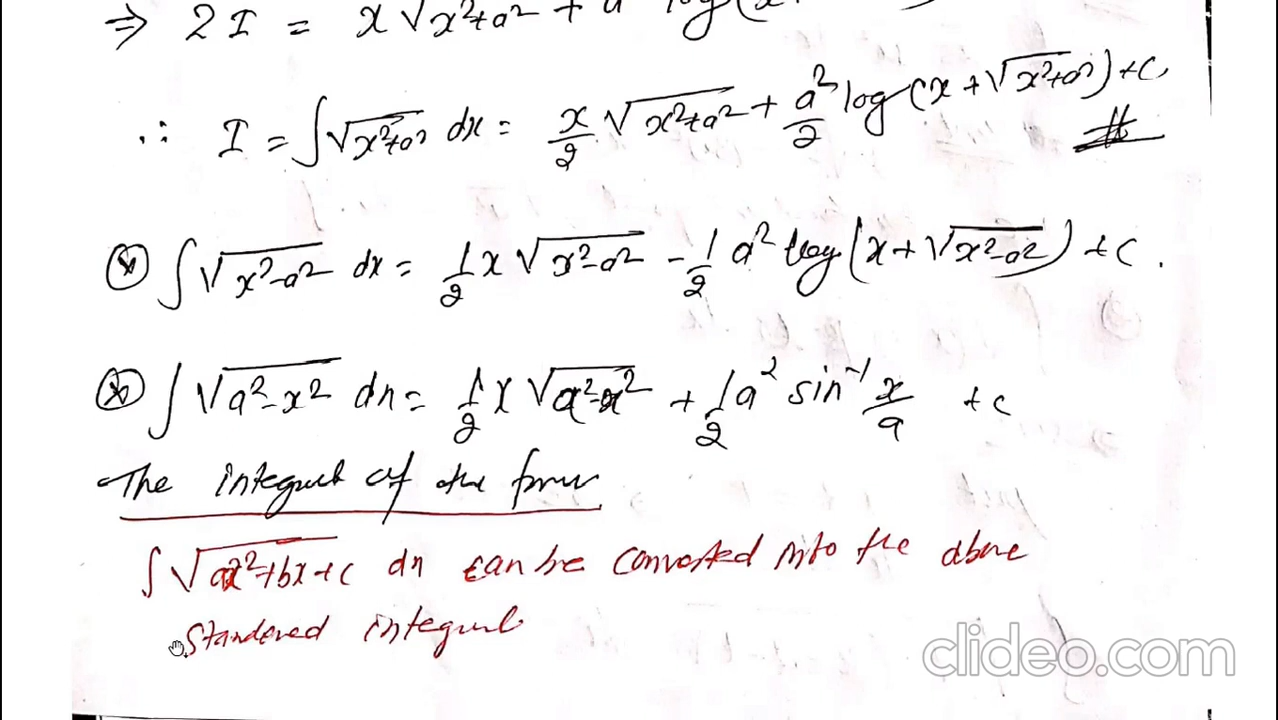 ⇒ 2I = x √x²+a² + a log(x
∴ I = ∫√x²+a² dx = x/2 √x²+a² + a²/2 log(x + √x²+a²) + c
⊛ ∫√x²-a² dx = 1/2 x √x²-a² - 1/2 a² log(x + √x²-a²) + c.
⊛ ∫√a²-x² dx = 1/2 x √a²-x² + 1/2 a² sin⁻¹ x/a + c
The integral of the form
∫√ax²+bx+c dx can be converted into the above
Standered integral
clideo.com